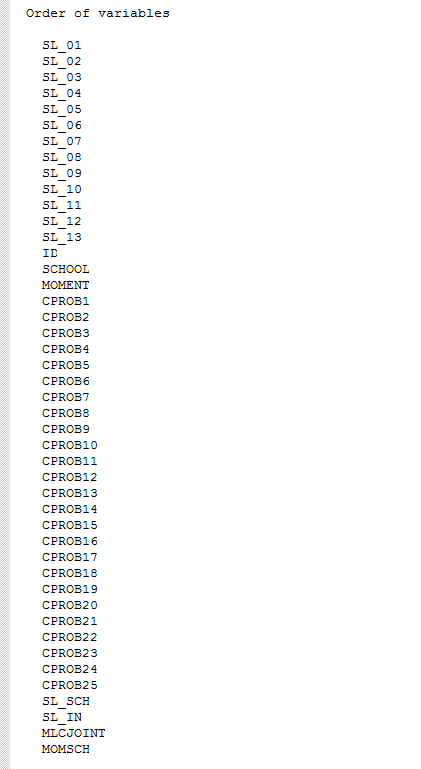 Order of variables
SL_01
SL_02
SL_03
SL_04
SL_05
SL_06
SL_07
SL_08
SL_09
SL_10
SL_11
SL_12
SL_13
ID
SCHOOL
MOMENT
CPROB1
CPROB2
CPROB3
CPROB4
CPROB5
CPROB6
CPROB7
CPROB8
CPROB9
CPROB10
CPROB11
CPROB12
CPROB13
CPROB14
CPROB15
CPROB16
CPROB17
CPROB18
CPROB19
CPROB20
CPROB21
CPROB22
CPROB23
CPROB24
CPROB25
SL_SCH
SL_IN
MLCJOINT
MOMSCH